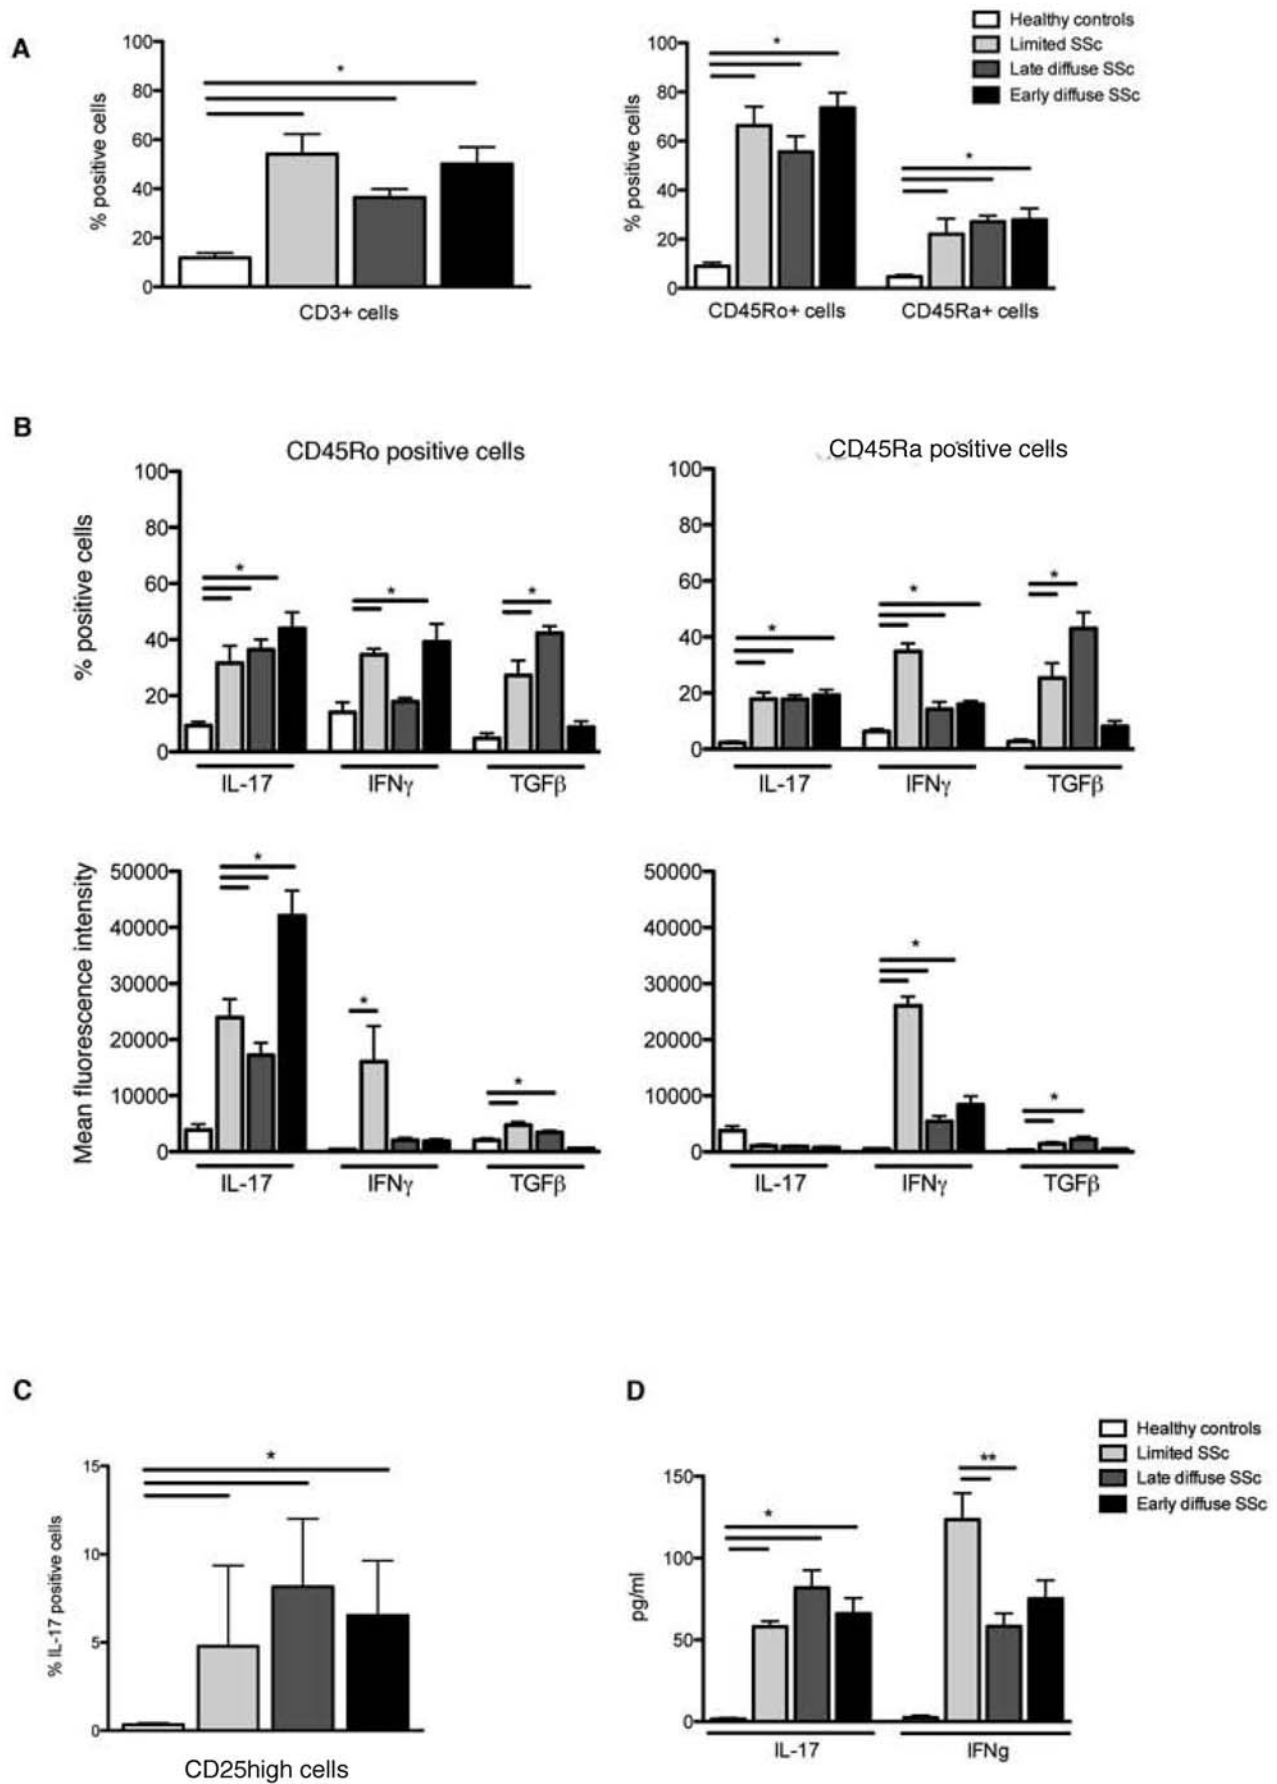 A
100
80
60
40
20
0
% positive cells
*
CD3+ cells
100
80
60
40
20
0
% positive cells
*
*
CD45Ro+ cells
CD45Ra+ cells
Healthy controls
Limited SSc
Late diffuse SSc
Early diffuse SSc
B
CD45Ro positive cells
100
80
60
40
20
0
% positive cells
*
*
*
IL-17
IFNγ
TGFβ
CD45Ra positive cells
100
80
60
40
20
0
*
*
*
IL-17
IFNγ
TGFβ
50000
40000
30000
20000
10000
0
Mean fluorescence intensity
*
*
*
IL-17
IFNγ
TGFβ
50000
40000
30000
20000
10000
0
*
*
IL-17
IFNγ
TGFβ
C
15
10
5
0
% IL-17 positive cells
*
CD25high cells
D
150
100
50
0
pg/ml
*
**
IL-17
IFNg
Healthy controls
Limited SSc
Late diffuse SSc
Early diffuse SSc